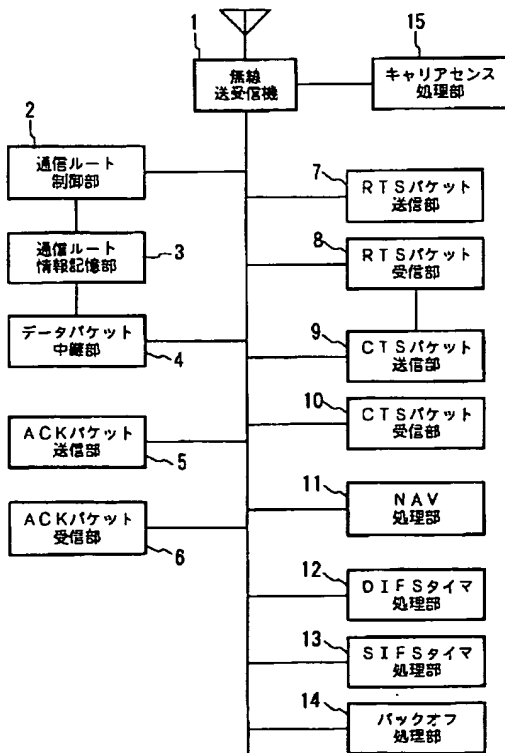 1
無線
送受信機
15
キャリアセンス
処理部
2
通信ルート
制御部
通信ルート
情報記憶部
3
データパケット
中継部
4
ACKパケット
送信部
5
ACKパケット
受信部
6
7
RTSパケット
送信部
8
RTSパケット
受信部
9
CTSパケット
送信部
10
CTSパケット
受信部
11
NAV
処理部
12
DIFSタイマ
処理部
13
SIFSタイマ
処理部
14
バックオフ
処理部